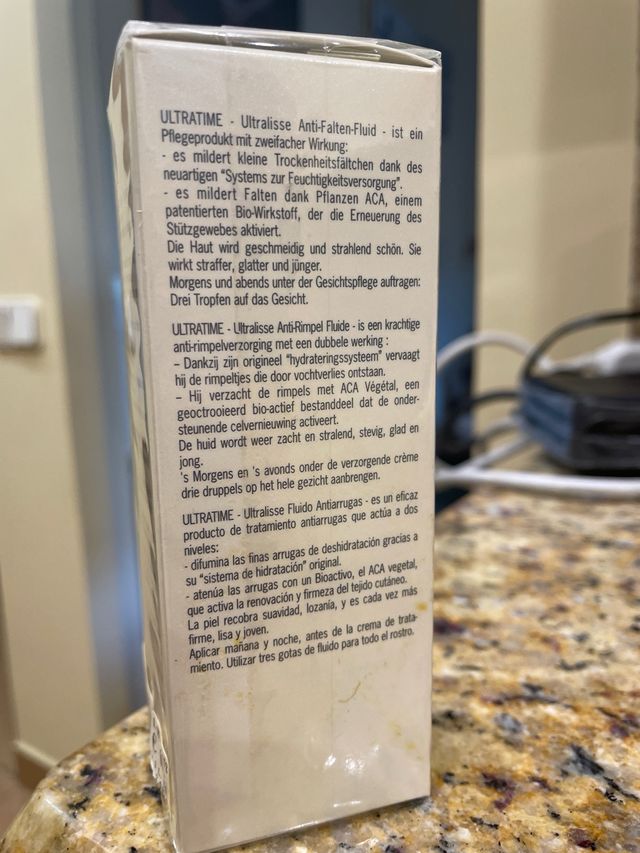 ULTRATIME - Ultralisse Anti-Falten-Fluid - ist ein
Pflegeprodukt mit zweifacher Wirkung:
- es mildert kleine Trockenheitsfältchen dank des
neuartigen "Systems zur Feuchtigkeitsversorgung".
- es mildert Falten dank Pflanzen ACA, einem
patentierten Bio-Wirkstoff, der die Erneuerung des
Stützgewebes aktiviert.
Die Haut wird geschmeidig und strahlend schön. Sie
wirkt straffer, glatter und jünger.
Morgens und abends unter der Gesichtspflege auftragen:
Drei Tropfen auf das Gesicht.
ULTRATIME - Ultralisse Anti-Rimpel Fluide - is een krachtige
anti-rimpelverzorging met een dubbele werking :
– Dankzij zijn origineel "hydrateringssysteem" vervaagt
hij de rimpeltjes die door vochtverlies ontstaan.
– Hij verzacht de rimpels met ACA Végétal, een
geoctrooieerd bio-actief bestanddeel dat de onder-
steunende celvernieuwing activeert.
De huid wordt weer zacht en stralend, stevig, glad en
jong.
's Morgens en 's avonds onder de verzorgende crème
drie druppels op het hele gezicht aanbrengen.
ULTRATIME - Ultralisse Fluido Antiarrugas - es un eficaz
producto de tratamiento antiarrugas que actúa a dos
niveles:
- difumina las finas arrugas de deshidratación gracias a
su "sistema de hidratación" original.
- atenúa las arrugas con un Bioactivo, el ACA vegetal,
que activa la renovación y firmeza del tejido cutáneo.
La piel recobra suavidad, lozanía, y es cada vez más
firme, lisa y joven.
Aplicar mañana y noche, antes de la crema de trata-
miento. Utilizar tres gotas de fluido para todo el rostro.